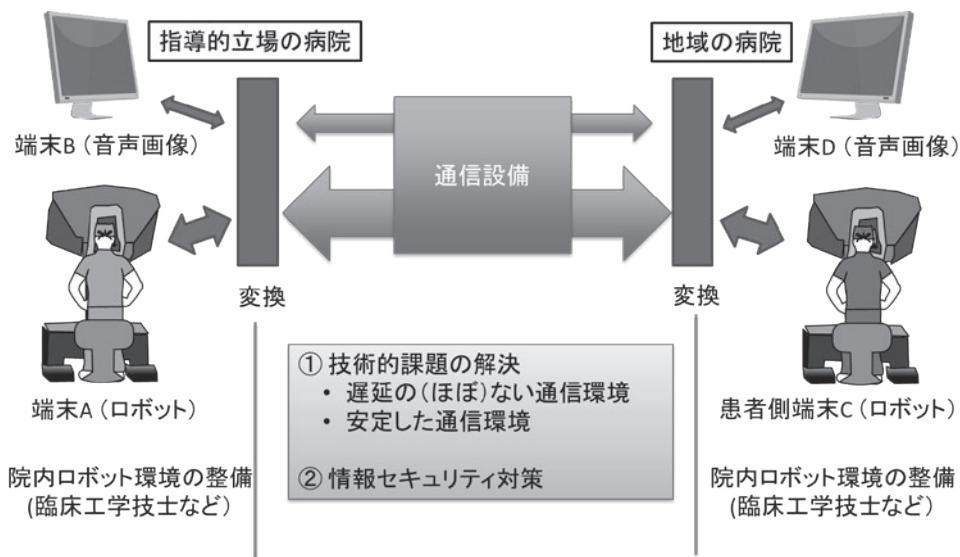 指導的立場の病院
地域の病院
端末B（音声画像）
通信設備
端末D（音声画像）
変換
変換
① 技術的課題の解決
・ 遅延の（ほぼ）ない通信環境
・ 安定した通信環境
② 情報セキュリティ対策
端末A（ロボット）
患者側端末C（ロボット）
院内ロボット環境の整備
(臨床工学技士など)
院内ロボット環境の整備
(臨床工学技士など)